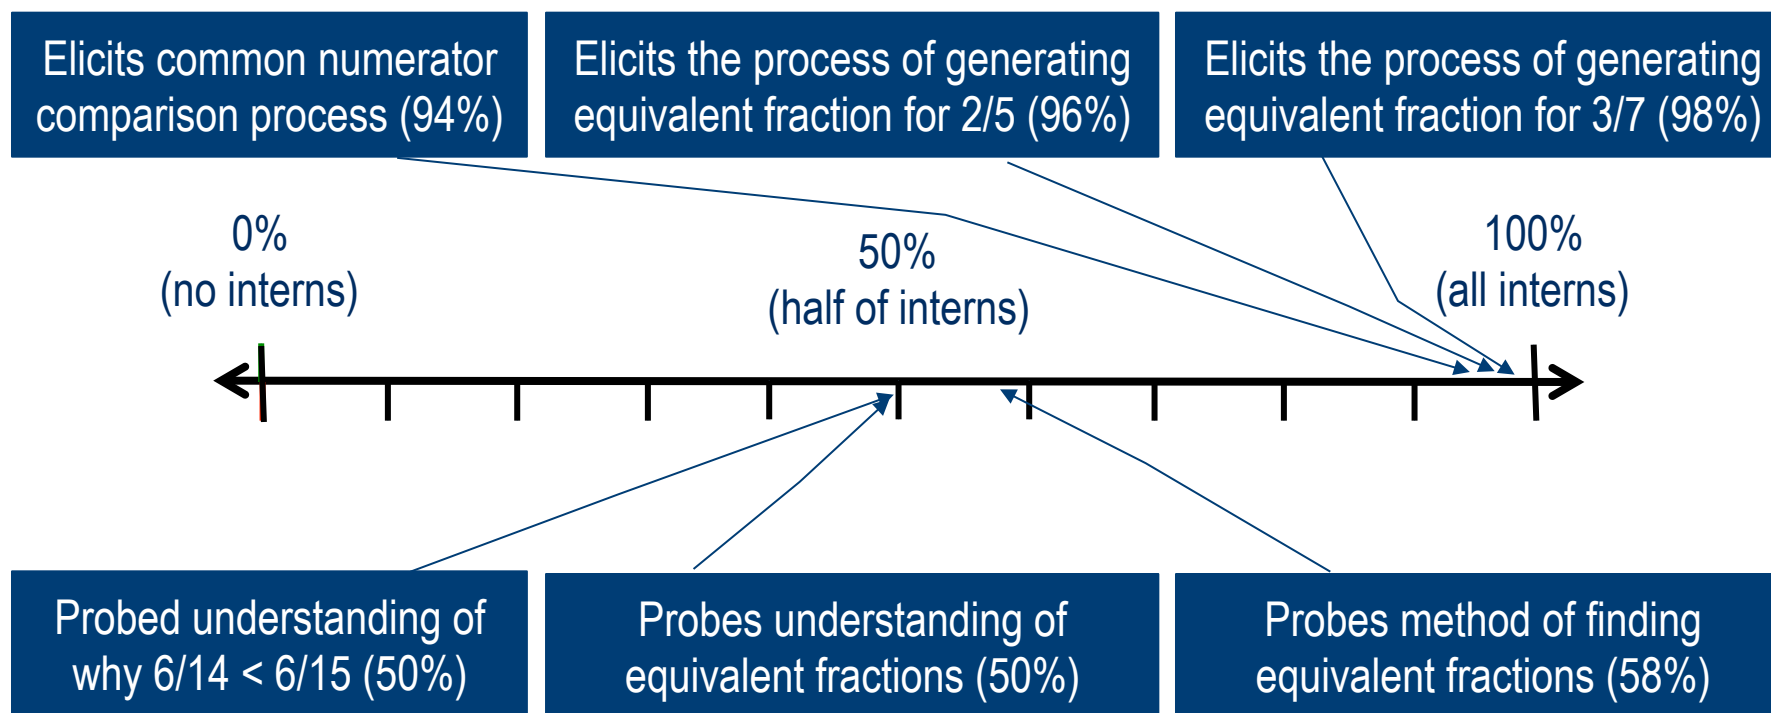 Elicits common numerator
comparison process (94%)
Elicits the process of generating
equivalent fraction for 2/5 (96%)
Elicits the process of generating
equivalent fraction for 3/7 (98%)
0%
(no interns)
50%
(half of interns)
100%
(all interns)
Probed understanding of
why 6/14 < 6/15 (50%)
Probes understanding of
equivalent fractions (50%)
Probes method of finding
equivalent fractions (58%)